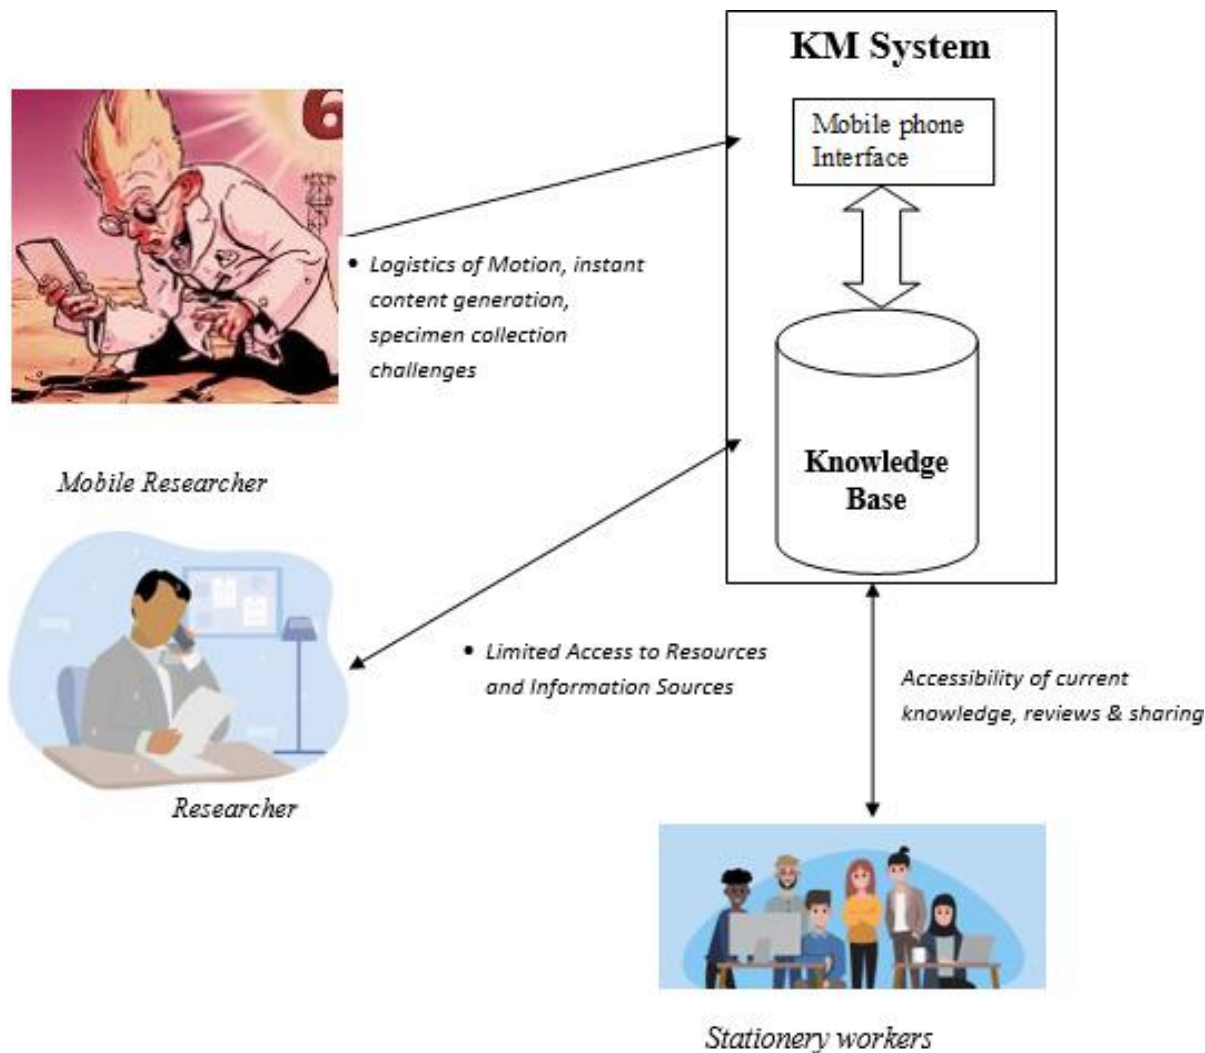 KM System
Mobile phone
Interface
6
• Logistics of Motion, instant
content generation,
specimen collection
challenges
Knowledge
Base
Mobile Researcher
• Limited Access to Resources
and Information Sources
Accessibility of current
knowledge, reviews & sharing
Researcher
Stationery workers